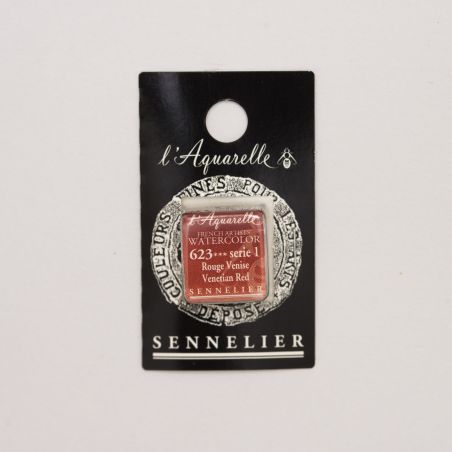 l'Aquarelle
COULEURS FINES POUR LES ARTS
DEPOSE
l'Aquarelle
FRENCH ARTISTS'
WATERCOLOR
623*** serie 1
Rouge Venise
Venetian Red
SENNELIER
SENNELIER